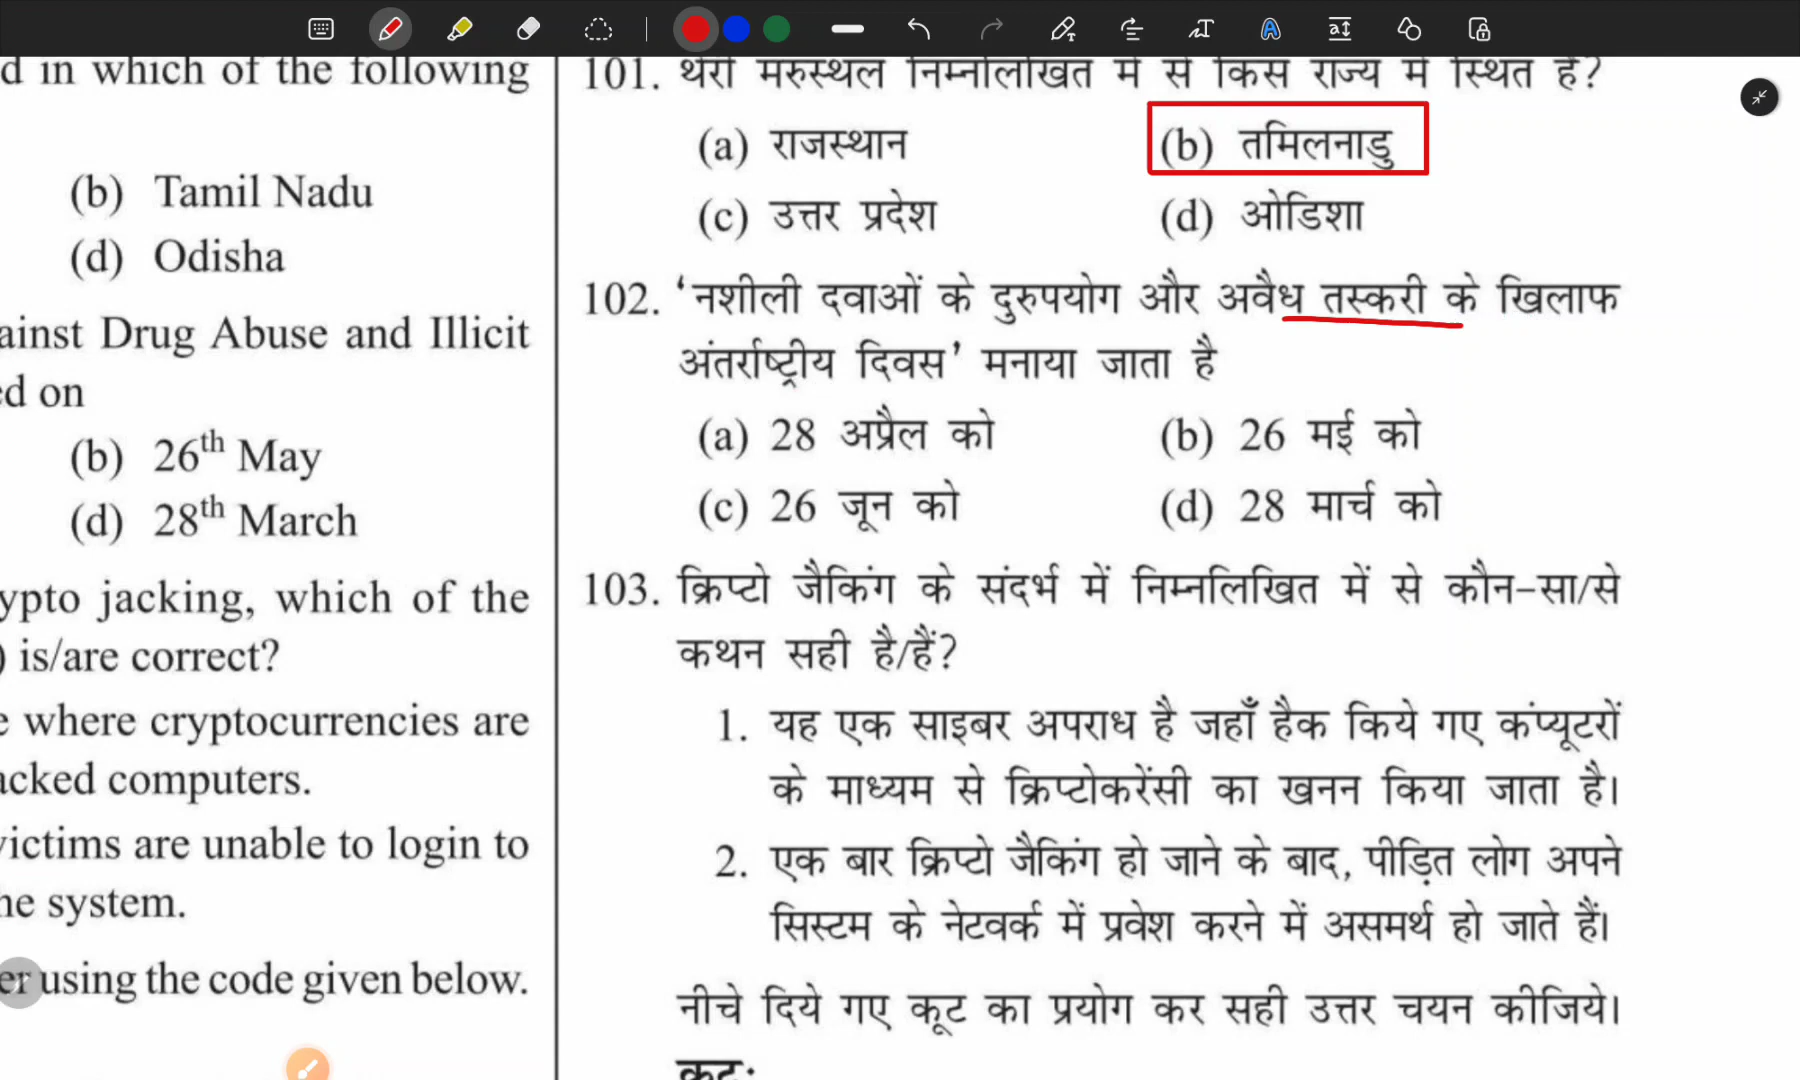 d in which of the following
(b) Tamil Nadu
(d) Odisha
ainst Drug Abuse and Illicit
ed on
(b) 26th May
(d) 28th March
ypto jacking, which of the
) is/are correct?
e where cryptocurrencies are
acked computers.
victims are unable to login to
he system.
er using the code given below.
101. थेरी मरुस्थल निम्नलिखित में से किस राज्य में स्थित है?
(a) राजस्थान (b) तमिलनाडु
(c) उत्तर प्रदेश (d) ओडिशा
102. ‘नशीली दवाओं के दुरुपयोग और अवैध तस्करी के खिलाफ
अंतर्राष्ट्रीय दिवस’ मनाया जाता है
(a) 28 अप्रैल को (b) 26 मई को
(c) 26 जून को (d) 28 मार्च को
103. क्रिप्टो जैकिंग के संदर्भ में निम्नलिखित में से कौन-सा/से
कथन सही है/हैं?
1. यह एक साइबर अपराध है जहाँ हैक किये गए कंप्यूटरों
के माध्यम से क्रिप्टोकरेंसी का खनन किया जाता है।
2. एक बार क्रिप्टो जैकिंग हो जाने के बाद, पीड़ित लोग अपने
सिस्टम के नेटवर्क में प्रवेश करने में असमर्थ हो जाते हैं।
नीचे दिये गए कूट का प्रयोग कर सही उत्तर चयन कीजिये।
कूट: